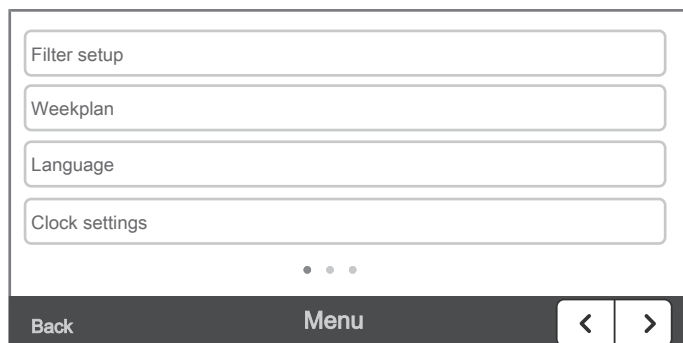 Filter setup
Weekplan
Language
Clock settings
Back Menu